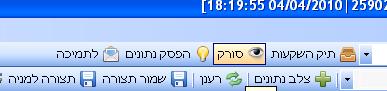 [18:19:55 04/04/2010 | 25902
תיק השקעות סורק הפסק נתונים לתמיכה
צלב נתונים רענן שמור תצורה תצורה למניה